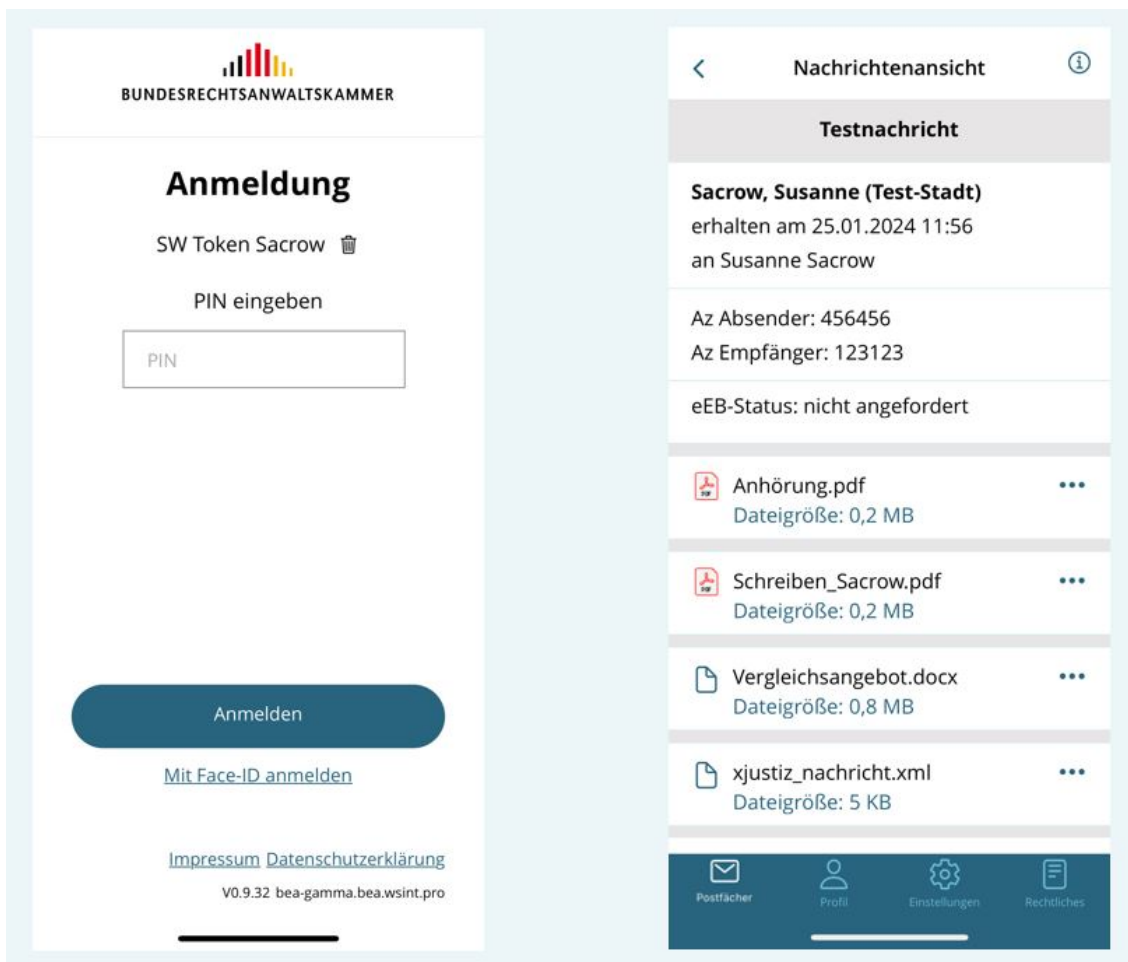 BUNDESRECHTSANWALTSKAMMER
Anmeldung
SW Token Sacrow
PIN eingeben
PIN
Anmelden
Mit Face-ID anmelden
Impressum Datenschutzerklärung
V0.9.32 bea-gamma.bea.wsint.pro
Nachrichtenansicht
Testnachricht
Sacrow, Susanne (Test-Stadt)
erhalten am 25.01.2024 11:56
an Susanne Sacrow
Az Absender: 456456
Az Empfänger: 123123
eEB-Status: nicht angefordert
PDF
Anhörung.pdf
Dateigröße: 0,2 MB
PDF
Schreiben_Sacrow.pdf
Dateigröße: 0,2 MB
Vergleichsangebot.docx
Dateigröße: 0,8 MB
xjustiz_nachricht.xml
Dateigröße: 5 KB
Postfächer Profil Einstellungen Rechtliches